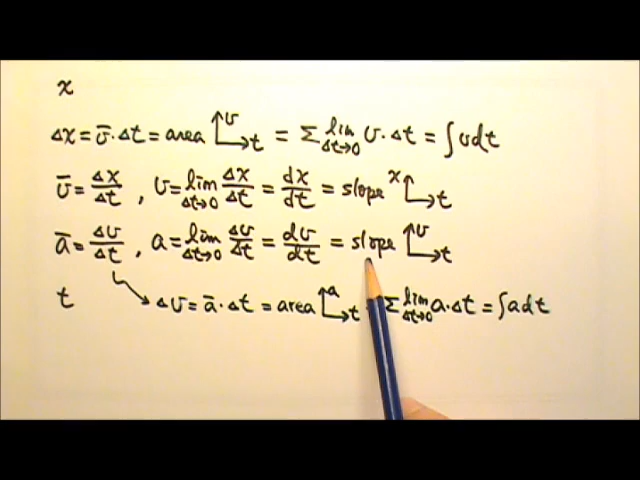 x
Δx = v̄·Δt = area v t = Σ lim Δt→0 v·Δt = ∫vdt
v̄ = Δx/Δt , v = lim Δt→0 Δx/Δt = dx/dt = slope x t
ā = Δv/Δt , a = lim Δt→0 Δv/Δt = dv/dt = slope v t
t Δv = ā·Δt = area a t = Σ lim Δt→0 a·Δt = ∫adt